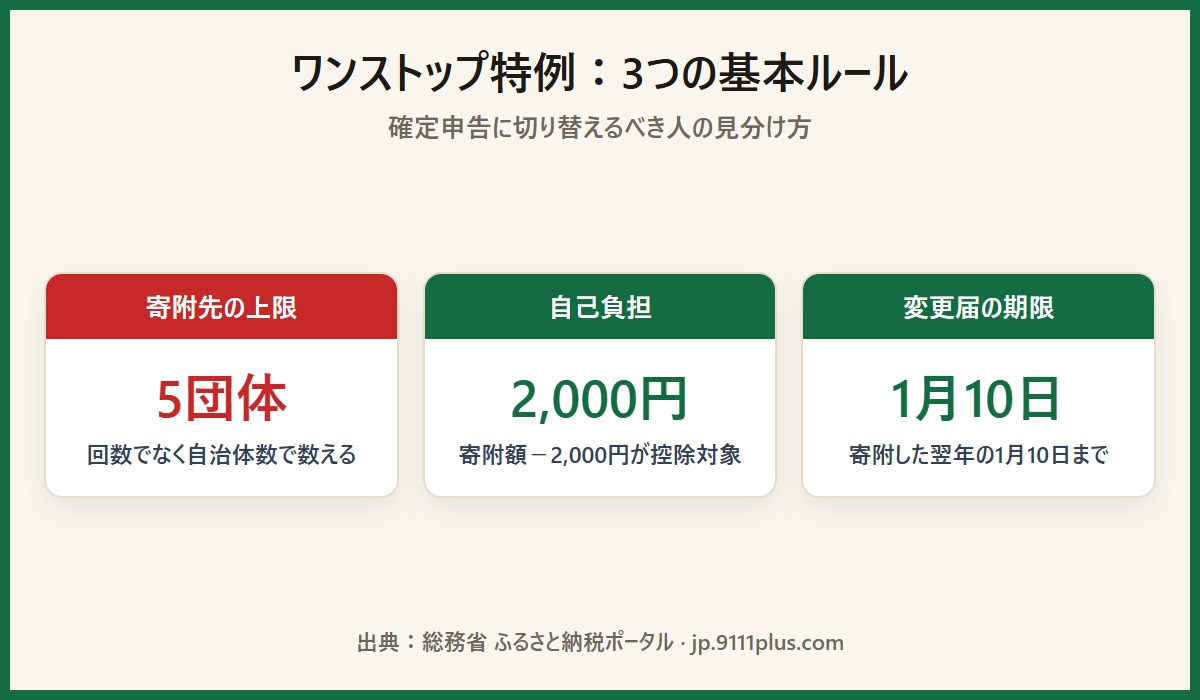 ワンストップ特例：3つの基本ルール
確定申告に切り替えるべき人の見分け方
寄附先の上限
5団体
回数でなく自治体数で数える
自己負担
2,000円
寄附額－2,000円が控除対象
変更届の期限
1月10日
寄附した翌年の1月10日まで
出典：総務省 ふるさと納税ポータル · jp.9111plus.com